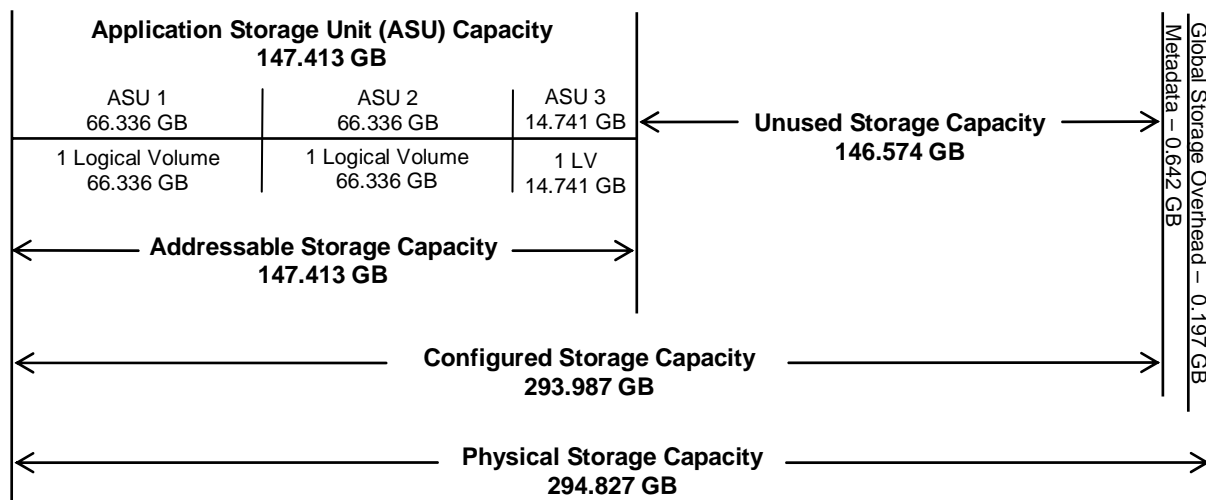 Application Storage Unit (ASU) Capacity
147.413 GB
ASU 1
66.336 GB
ASU 2
66.336 GB
ASU 3
14.741 GB
1 Logical Volume
66.336 GB
1 Logical Volume
66.336 GB
1 LV
14.741 GB
Unused Storage Capacity
146.574 GB
Metadata – 0.642 GB
Global Storage Overhead – 0.197 GB
Addressable Storage Capacity
147.413 GB
Configured Storage Capacity
293.987 GB
Physical Storage Capacity
294.827 GB